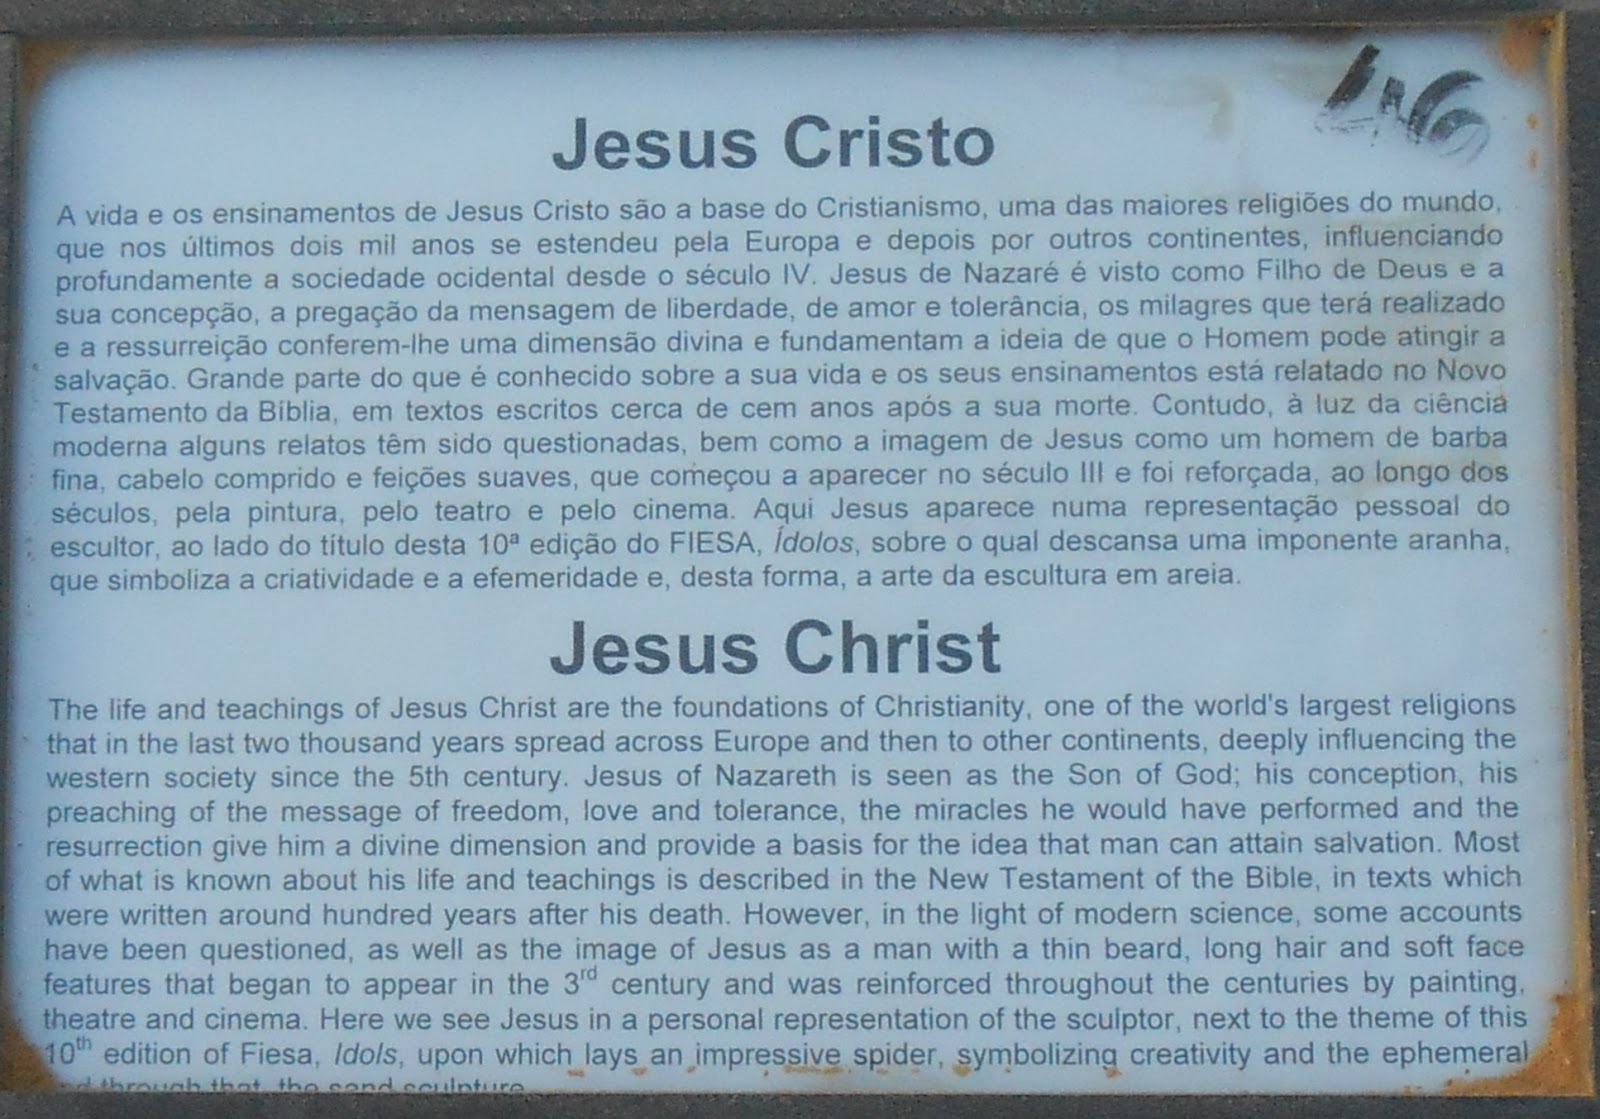 Jesus Cristo
A vida e os ensinamentos de Jesus Cristo são a base do Cristianismo, uma das maiores religiões do mundo,
que nos últimos dois mil anos se estendeu pela Europa e depois por outros continentes, influenciando
profundamente a sociedade ocidental desde o século IV. Jesus de Nazaré é visto como Filho de Deus e a
sua concepção, a pregação da mensagem de liberdade, de amor e tolerância, os milagres que terá realizado
e a ressurreição conferem-lhe uma dimensão divina e fundamentam a ideia de que o Homem pode atingir a
salvação. Grande parte do que é conhecido sobre a sua vida e os seus ensinamentos está relatado no Novo
Testamento da Bíblia, em textos escritos cerca de cem anos após a sua morte. Contudo, à luz da ciência
moderna alguns relatos têm sido questionadas, bem como a imagem de Jesus como um homem de barba
fina, cabelo comprido e feições suaves, que começou a aparecer no século III e foi reforçada, ao longo dos
séculos, pela pintura, pelo teatro e pelo cinema. Aqui Jesus aparece numa representação pessoal do
escultor, ao lado do título desta 10ª edição do FIESA, Ídolos, sobre o qual descansa uma imponente aranha,
que simboliza a criatividade e a efemeridade e, desta forma, a arte da escultura em areia.
Jesus Christ
The life and teachings of Jesus Christ are the foundations of Christianity, one of the world's largest religions
that in the last two thousand years spread across Europe and then to other continents, deeply influencing the
western society since the 5th century. Jesus of Nazareth is seen as the Son of God; his conception, his
preaching of the message of freedom, love and tolerance, the miracles he would have performed and the
resurrection give him a divine dimension and provide a basis for the idea that man can attain salvation. Most
of what is known about his life and teachings is described in the New Testament of the Bible, in texts which
were written around hundred years after his death. However, in the light of modern science, some accounts
have been questioned, as well as the image of Jesus as a man with a thin beard, long hair and soft face
features that began to appear in the 3rd century and was reinforced throughout the centuries by painting,
theatre and cinema. Here we see Jesus in a personal representation of the sculptor, next to the theme of this
10th edition of Fiesa, Idols, upon which lays an impressive spider, symbolizing creativity and the ephemeral
through that, the sand sculpture